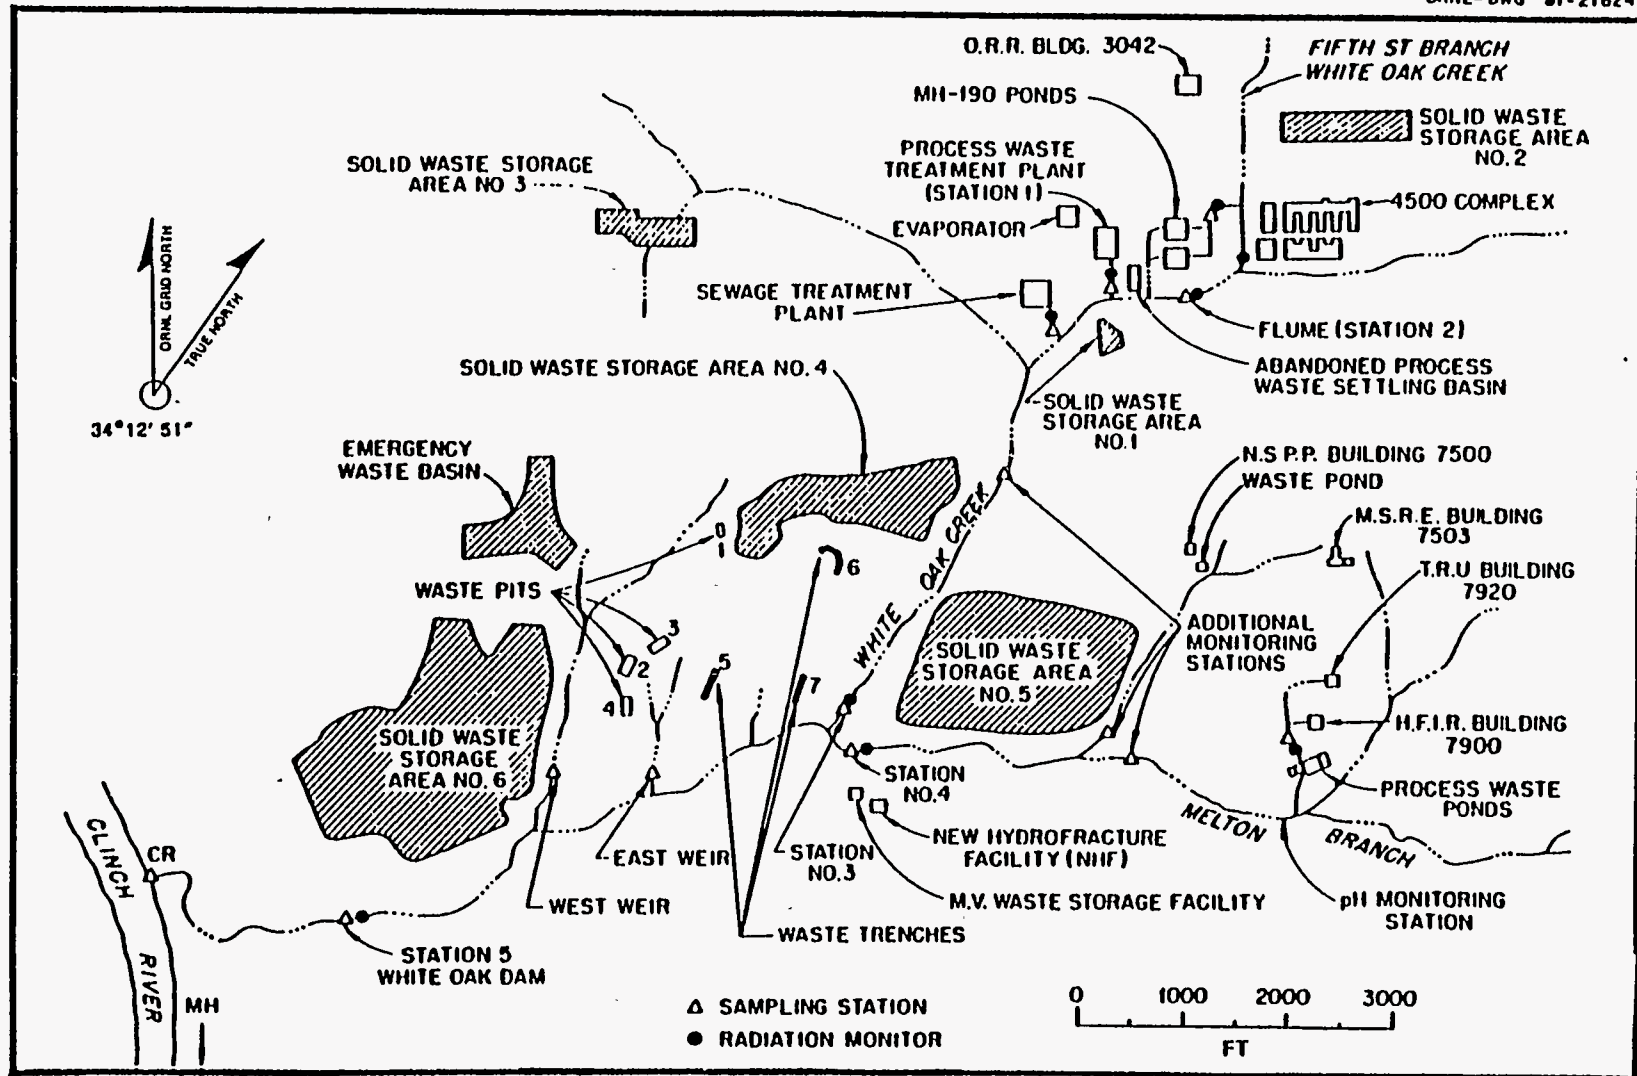 O.R.R. BLDG. 3042
FIFTH ST BRANCH
WHITE OAK CREEK
MH-190 PONDS
SOLID WASTE
STORAGE AREA
NO. 2
PROCESS WASTE
TREATMENT PLANT
(STATION 1)
SOLID WASTE STORAGE
AREA NO 3
EVAPORATOR
4500 COMPLEX
ORNL GRID NORTH
TRUE NORTH
34° 12' 51"
SEWAGE TREATMENT
PLANT
FLUME (STATION 2)
SOLID WASTE STORAGE AREA NO. 4
ABANDONED PROCESS
WASTE SETTLING BASIN
SOLID WASTE
STORAGE AREA
NO. 1
EMERGENCY
WASTE BASIN
N.S P.P. BUILDING 7500
WASTE POND
M.S.R.E. BUILDING
7503
T.R.U BUILDING
7920
WASTE PITS
1
6
WHITE OAK CREEK
3
2
4
5
7
SOLID WASTE
STORAGE AREA
NO. 5
ADDITIONAL
MONITORING
STATIONS
H.F.I.R. BUILDING
7900
SOLID WASTE
STORAGE
AREA NO. 6
STATION
NO. 4
PROCESS WASTE
PONDS
MELTON BRANCH
NEW HYDROFRACTURE
FACILITY (NHF)
EAST WEIR
STATION
NO. 3
CLINCH RIVER
CR
WEST WEIR
M.V. WASTE STORAGE FACILITY
pH MONITORING
STATION
WASTE TRENCHES
STATION 5
WHITE OAK DAM
MH
SAMPLING STATION
RADIATION MONITOR
0 1000 2000 3000
FT